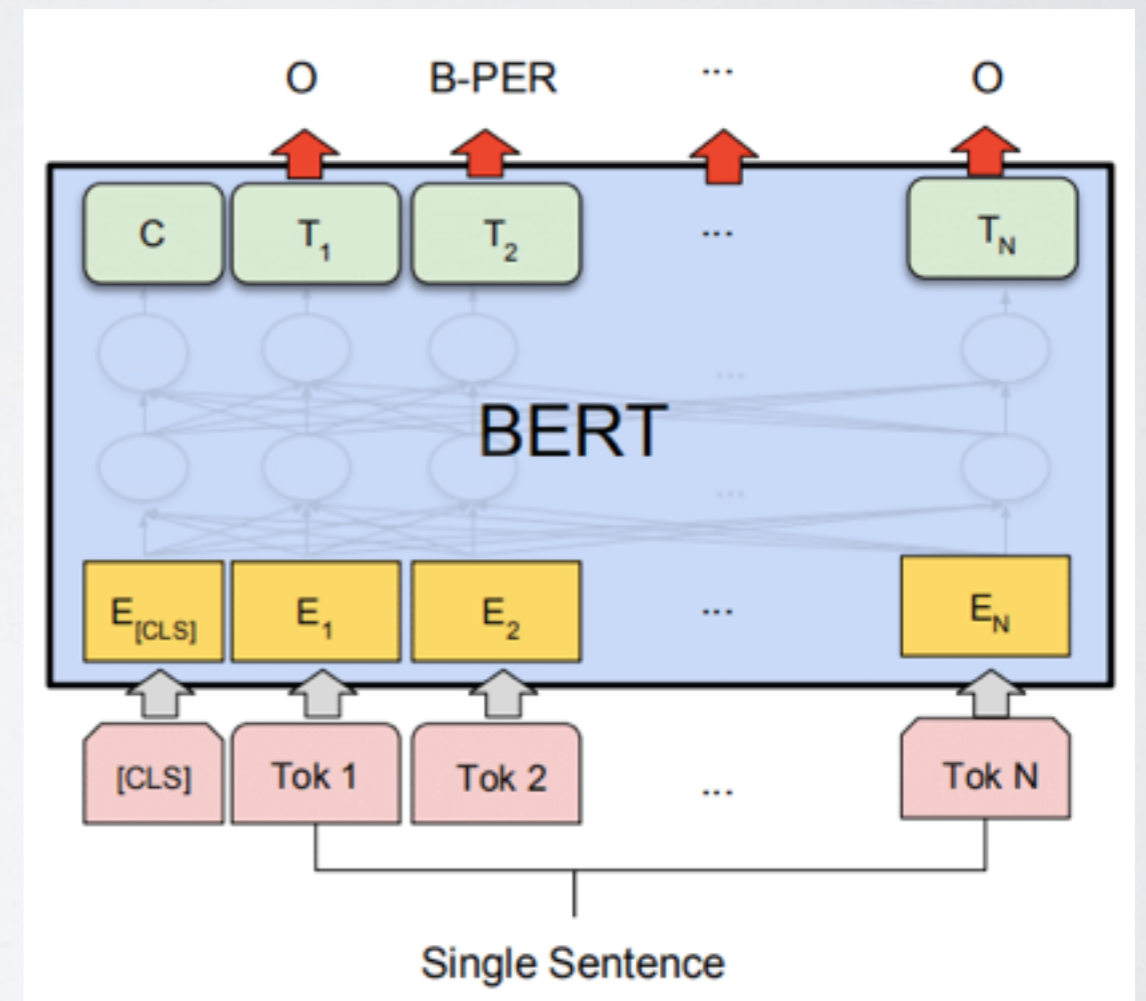 O B-PER ... O
C T1 T2 ... TN
...
BERT
...
E[CLS] E1 E2 ... EN
[CLS] Tok 1 Tok 2 ... Tok N
Single Sentence